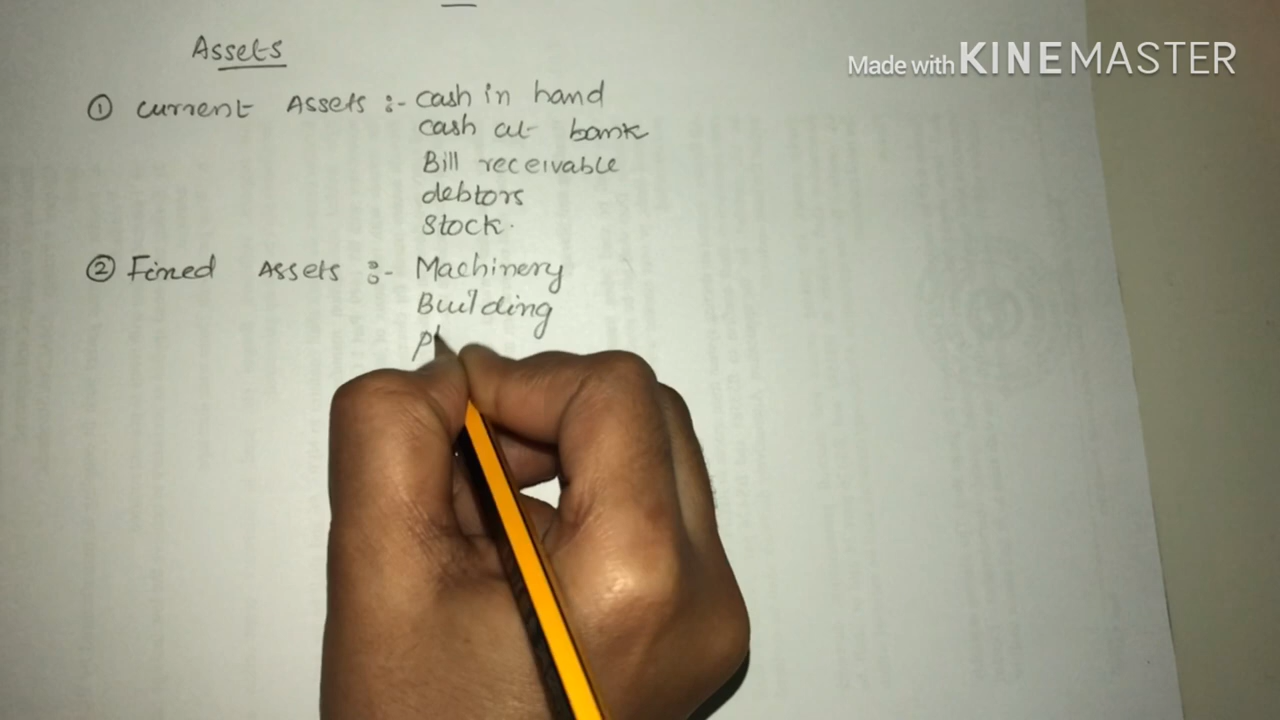 Made with KINEMASTER
Assets
① current Assets :- cash in hand
cash at bank
Bill receivable
debtors
Stock.
② Fixed Assets :- Machinery
Building